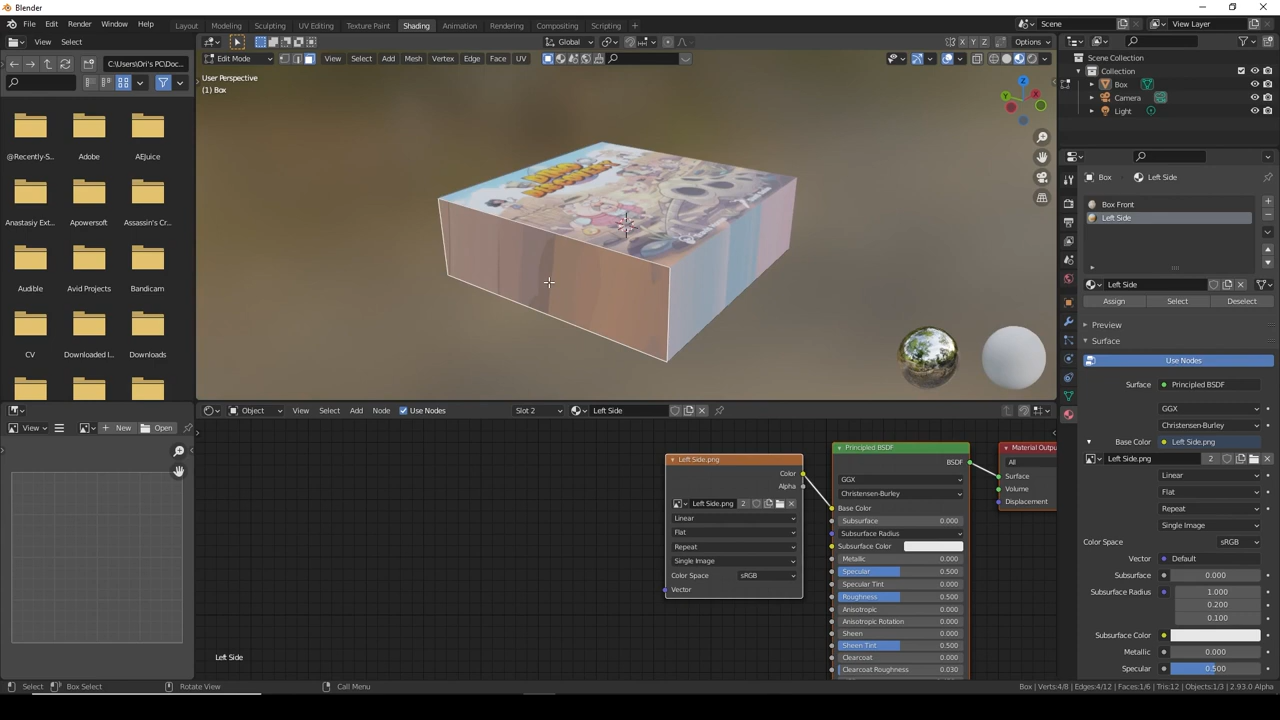 Blender
File Edit Render Window Help Layout Modeling Sculpting UV Editing Texture Paint Shading Animation Rendering Compositing Scripting + Scene View Layer
View Select Global X Y Z Options
C:\Users\Ori's PC\Doc... Edit Mode View Select Add Mesh Vertex Edge Face UV
User Perspective
(1) Box
@Recently-S... Adobe AEJuice
Anastasiy Ext... Apowersoft Assassin's Cr...
Audible Avid Projects Bandicam
CV Downloaded I... Downloads
DINO
Z
Y
X
Scene Collection
Collection
Box
Camera
Light
Box Left Side
Box Front
Left Side
Left Side
Assign Select Deselect
Preview
Surface
Use Nodes
Surface Principled BSDF
GGX
Christensen-Burley
Base Color Left Side.png
Left Side.png 2
Linear
Flat
Repeat
Single Image
Color Space sRGB
Vector Default
Subsurface 0.000
Subsurface Radius 1.000
0.200
0.100
Subsurface Color
Metallic 0.000
Specular 0.500
Object View Select Add Node Use Nodes Slot 2 Left Side
View New Open
Left Side.png
Color
Alpha
Left Side.png 2
Linear
Flat
Repeat
Single Image
Color Space sRGB
Vector
Principled BSDF
BSDF
GGX
Christensen-Burley
Base Color
Subsurface 0.000
Subsurface Radius
Subsurface Color
Metallic 0.000
Specular 0.500
Specular Tint 0.000
Roughness 0.500
Anisotropic 0.000
Anisotropic Rotation 0.000
Sheen 0.000
Sheen Tint 0.500
Clearcoat 0.000
Clearcoat Roughness 0.030
Material Outpu
All
Surface
Volume
Displacement
Left Side
Select Box Select Rotate View Call Menu Box | Verts:4/8 | Edges:4/12 | Faces:1/6 | Tris:12 | Objects:1/3 | 2.93.0 Alpha